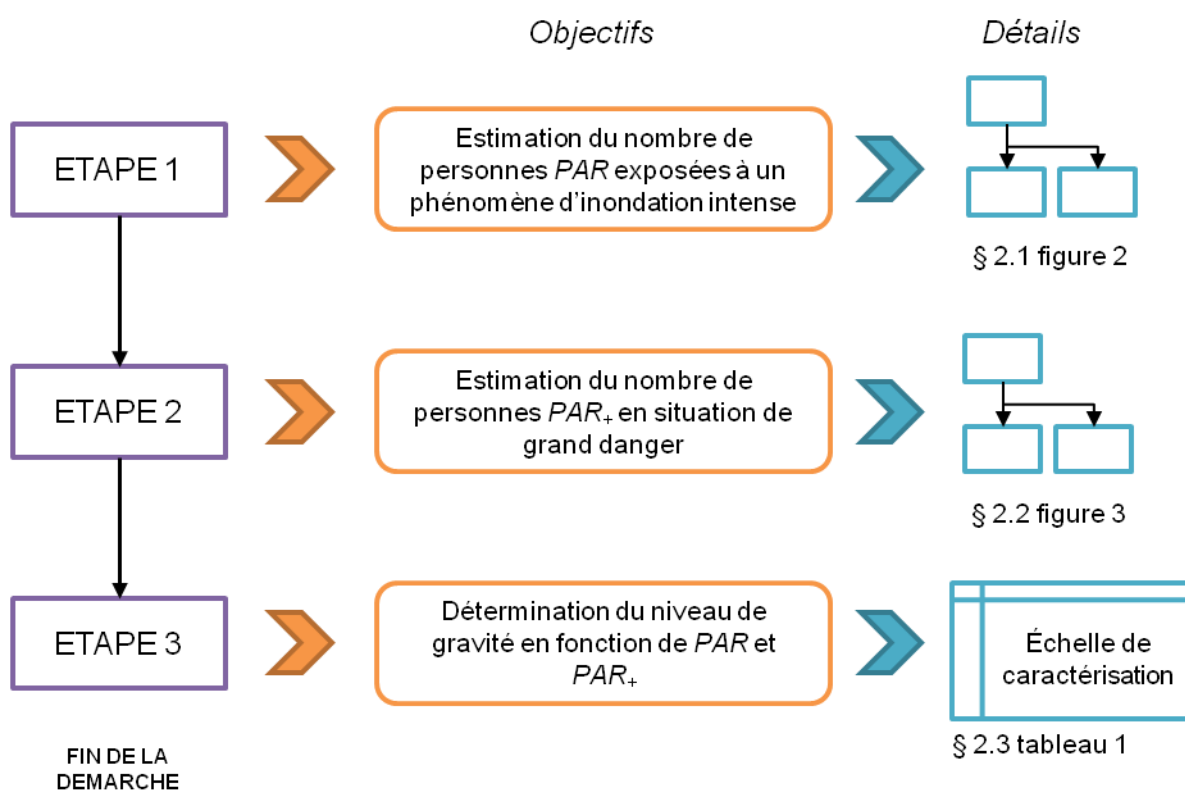 Objectifs
Détails
ETAPE 1
Estimation du nombre de
personnes PAR exposées à un
phénomène d'inondation intense
§ 2.1 figure 2
ETAPE 2
Estimation du nombre de
personnes PAR+ en situation de
grand danger
§ 2.2 figure 3
ETAPE 3
Détermination du niveau de
gravité en fonction de PAR et
PAR+
Échelle de
caractérisation
§ 2.3 tableau 1
FIN DE LA
DEMARCHE